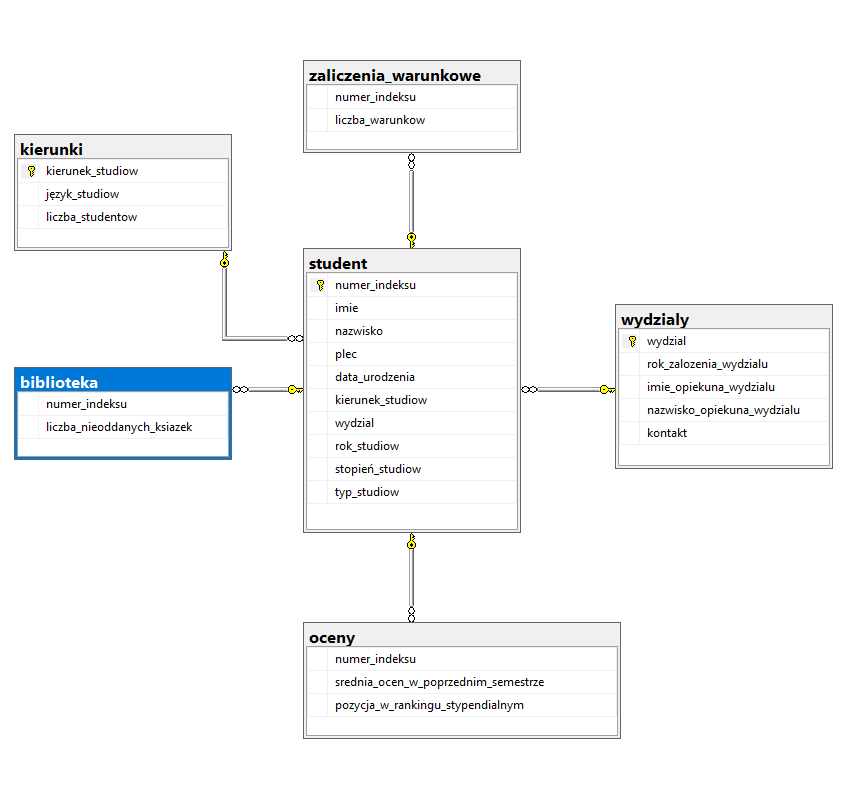 zaliczenia_warunkowe
numer_indeksu
liczba_warunkow
kierunki
kierunek_studiow
język_studiow
liczba_studentow
student
numer_indeksu
imie
nazwisko
plec
data_urodzenia
kierunek_studiow
wydzial
rok_studiow
stopień_studiow
typ_studiow
wydzialy
wydzial
rok_zalozenia_wydzialu
imie_opiekuna_wydzialu
nazwisko_opiekuna_wydzialu
kontakt
biblioteka
numer_indeksu
liczba_nieoddanych_ksiazek
oceny
numer_indeksu
srednia_ocen_w_poprzednim_semestrze
pozycja_w_rankingu_stypendialnym